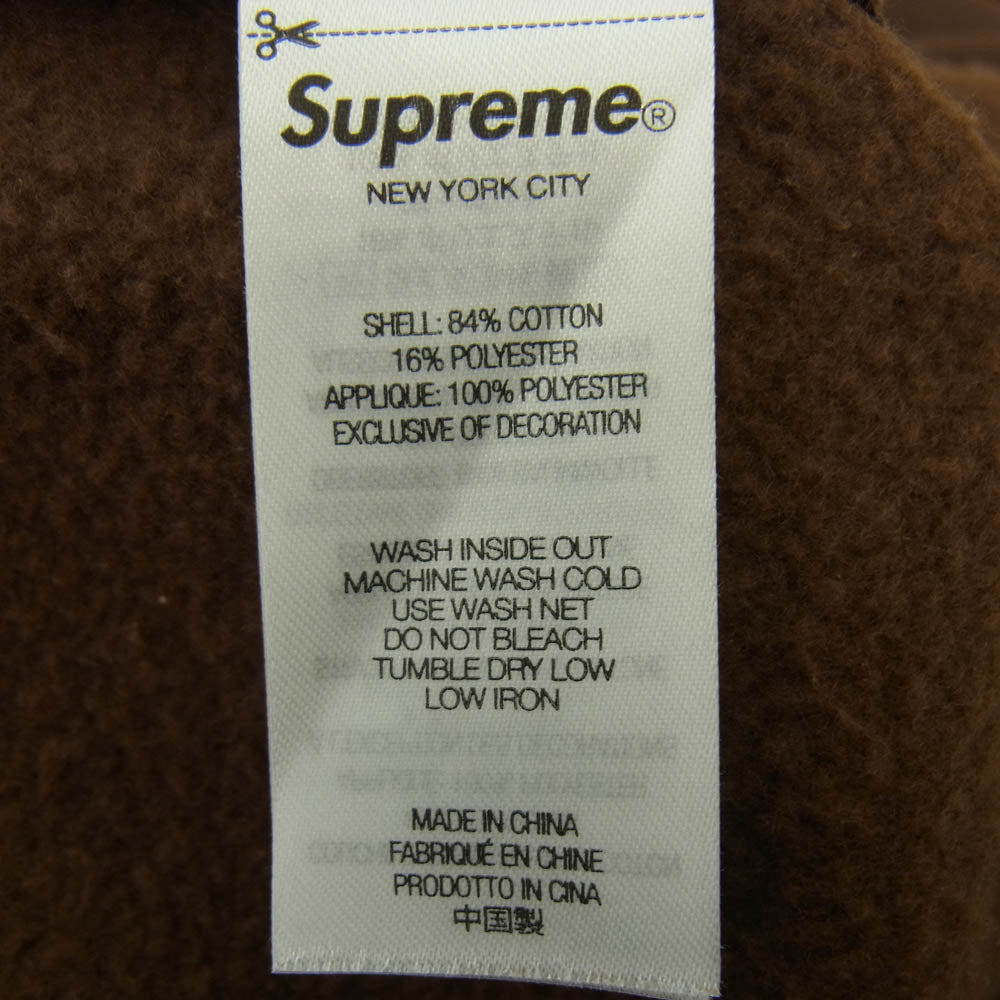 Supreme®
NEW YORK CITY
SHELL: 84% COTTON
16% POLYESTER
APPLIQUE: 100% POLYESTER
EXCLUSIVE OF DECORATION
WASH INSIDE OUT
MACHINE WASH COLD
USE WASH NET
DO NOT BLEACH
TUMBLE DRY LOW
LOW IRON
MADE IN CHINA
FABRIQUÉ EN CHINE
PRODOTTO IN CINA
中国製